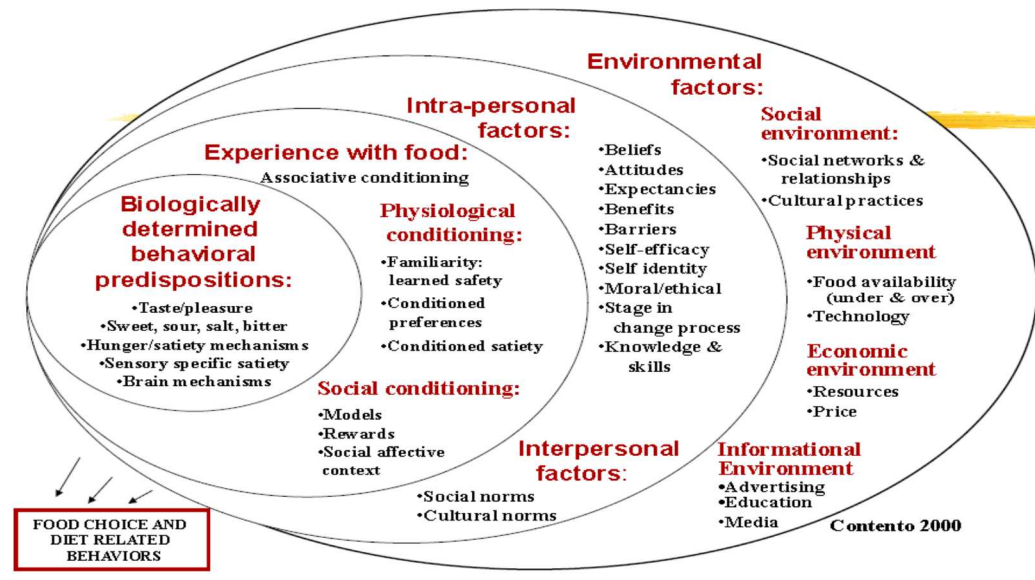 Biologically
determined
behavioral
predispositions:
•Taste/pleasure
•Sweet, sour, salt, bitter
•Hunger/satiety mechanisms
•Sensory specific satiety
•Brain mechanisms
Experience with food:
Associative conditioning
Physiological
conditioning:
•Familiarity:
learned safety
•Conditioned
preferences
•Conditioned satiety
Social conditioning:
•Models
•Rewards
•Social affective
context
Intra-personal
factors:
•Beliefs
•Attitudes
•Expectancies
•Benefits
•Barriers
•Self-efficacy
•Self identity
•Moral/ethical
•Stage in
change process
•Knowledge &
skills
Interpersonal
factors:
•Social norms
•Cultural norms
Environmental
factors:
Social
environment:
•Social networks &
relationships
•Cultural practices
Physical
environment
•Food availability
(under & over)
•Technology
Economic
environment
•Resources
•Price
Informational
Environment
•Advertising
•Education
•Media
Contento 2000
FOOD CHOICE AND
DIET RELATED
BEHAVIORS